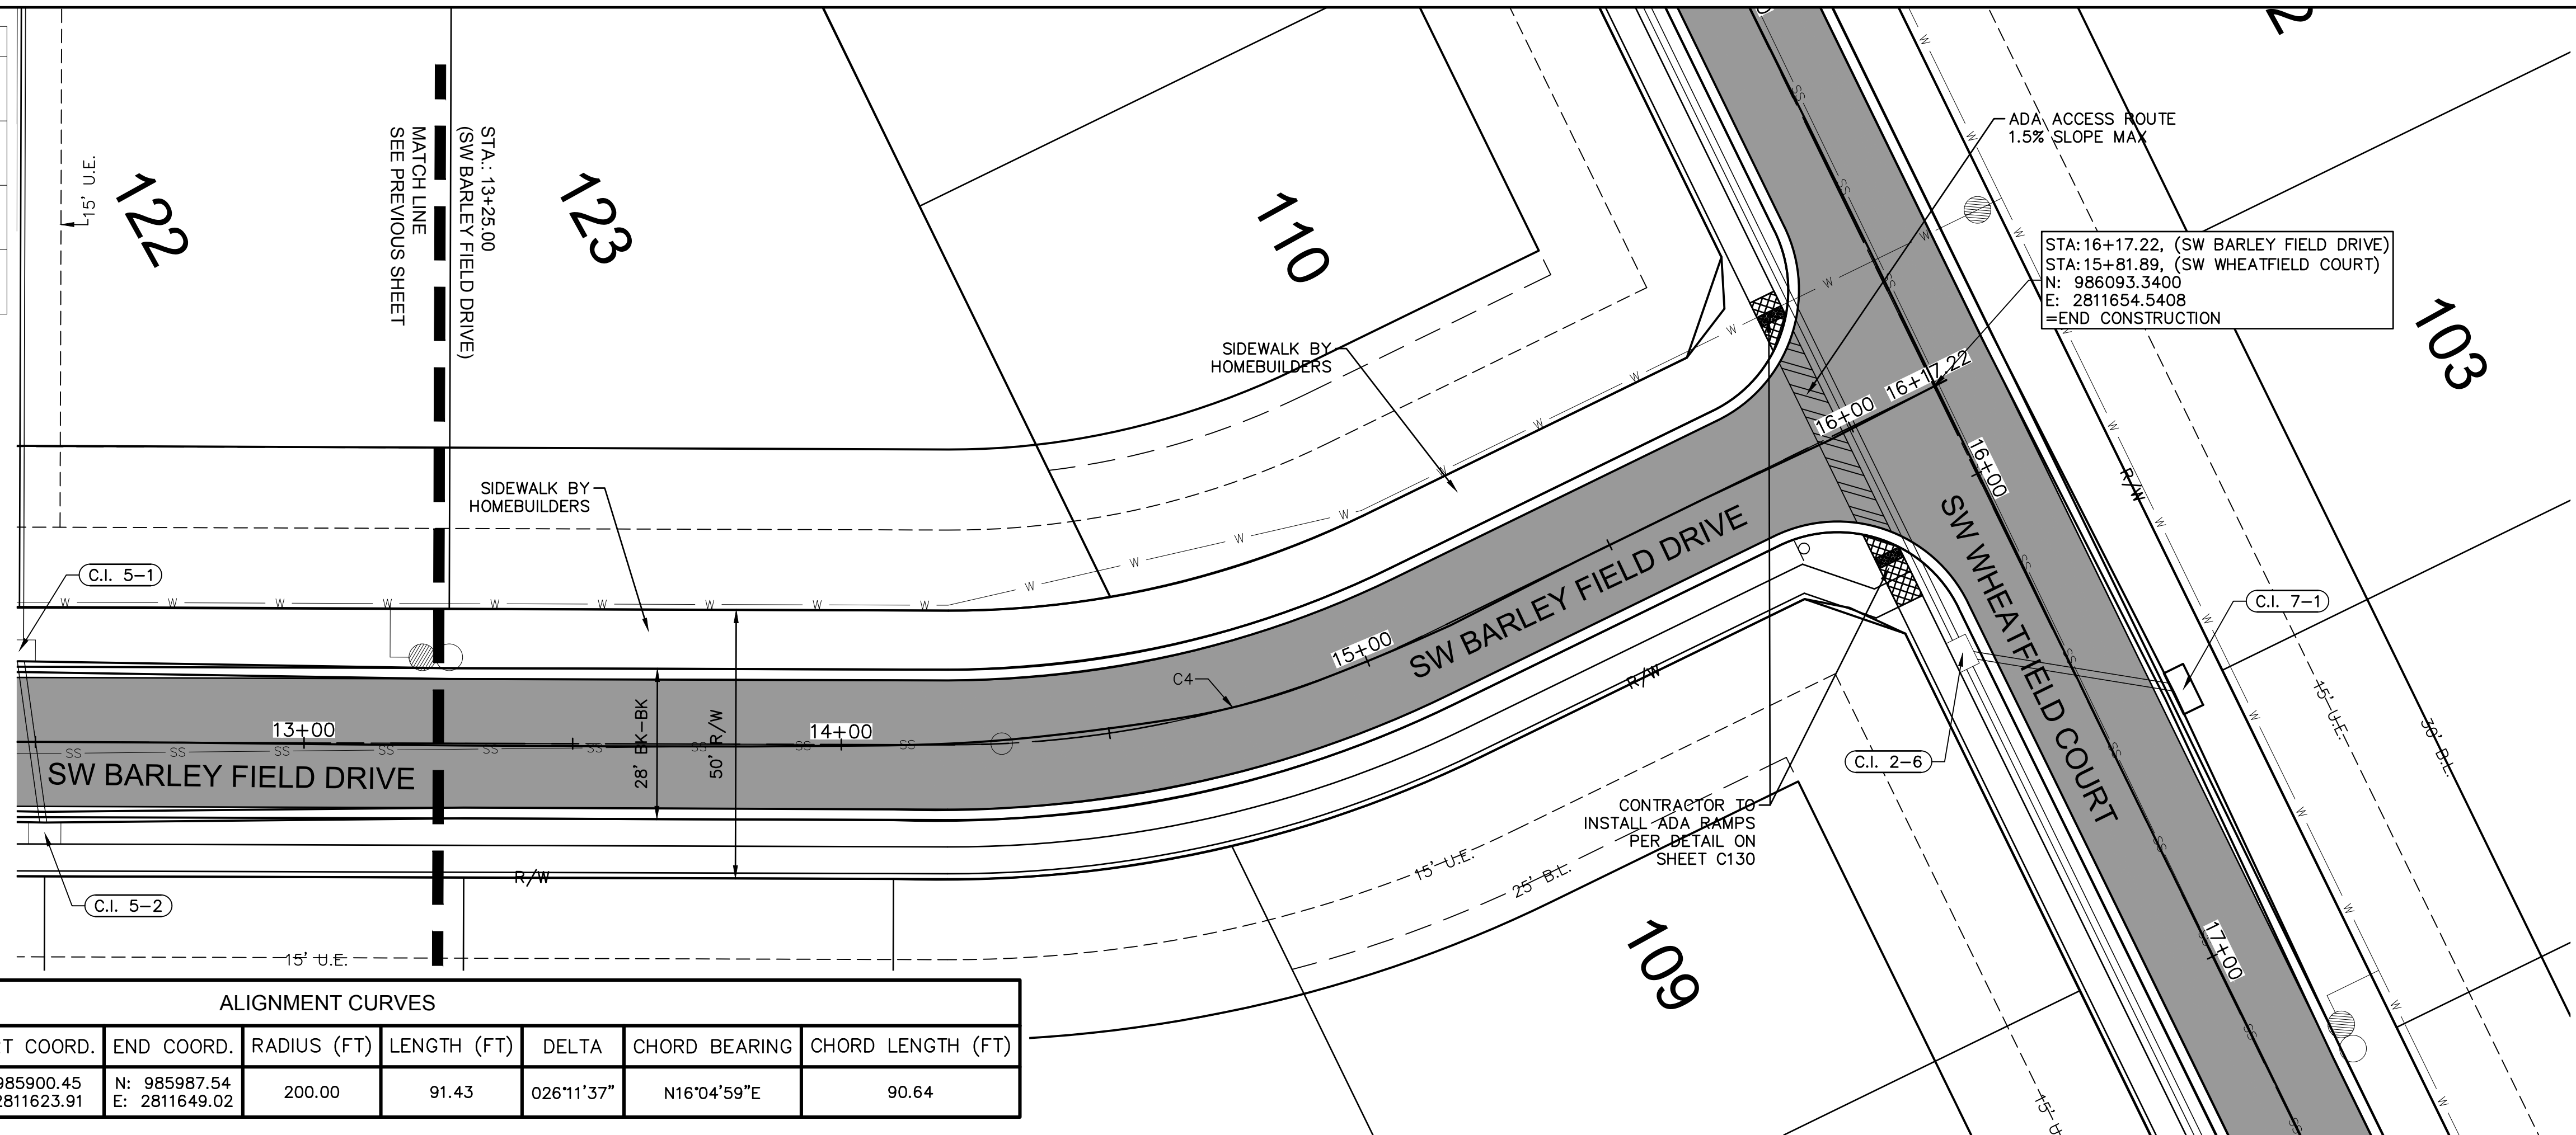 15' U.E.
122
SEE PREVIOUS SHEET
MATCH LINE
(SW BARLEY FIELD DRIVE)
STA.: 13+25.00
123
110
ADA ACCESS ROUTE
1.5% SLOPE MAX
STA:16+17.22, (SW BARLEY FIELD DRIVE)
STA:15+81.89, (SW WHEATFIELD COURT)
N: 986093.3400
E: 2811654.5408
=END CONSTRUCTION
103
SIDEWALK BY
HOMEBUILDERS
16+17.22
16+00
16+00
R/W
SIDEWALK BY
HOMEBUILDERS
C.I. 5-1
SW BARLEY FIELD DRIVE
SW WHEATFIELD COURT
C.I. 7-1
15+00
C4
R/W
13+00
14+00
28' BK-BK
50' R/W
SW BARLEY FIELD DRIVE
C.I. 2-6
15' U.E.
30' B.L.
CONTRACTOR TO
INSTALL ADA RAMPS
PER DETAIL ON
SHEET C130
15' U.E.
25' B.L.
C.I. 5-2
R/W
15' U.E.
109
17+00
ALIGNMENT CURVES
COORD. END COORD. RADIUS (FT) LENGTH (FT) DELTA CHORD BEARING CHORD LENGTH (FT)
985900.45 N: 985987.54 200.00 91.43 026°11'37" N16°04'59"E 90.64
2811623.91 E: 2811649.02
15'
W
SS